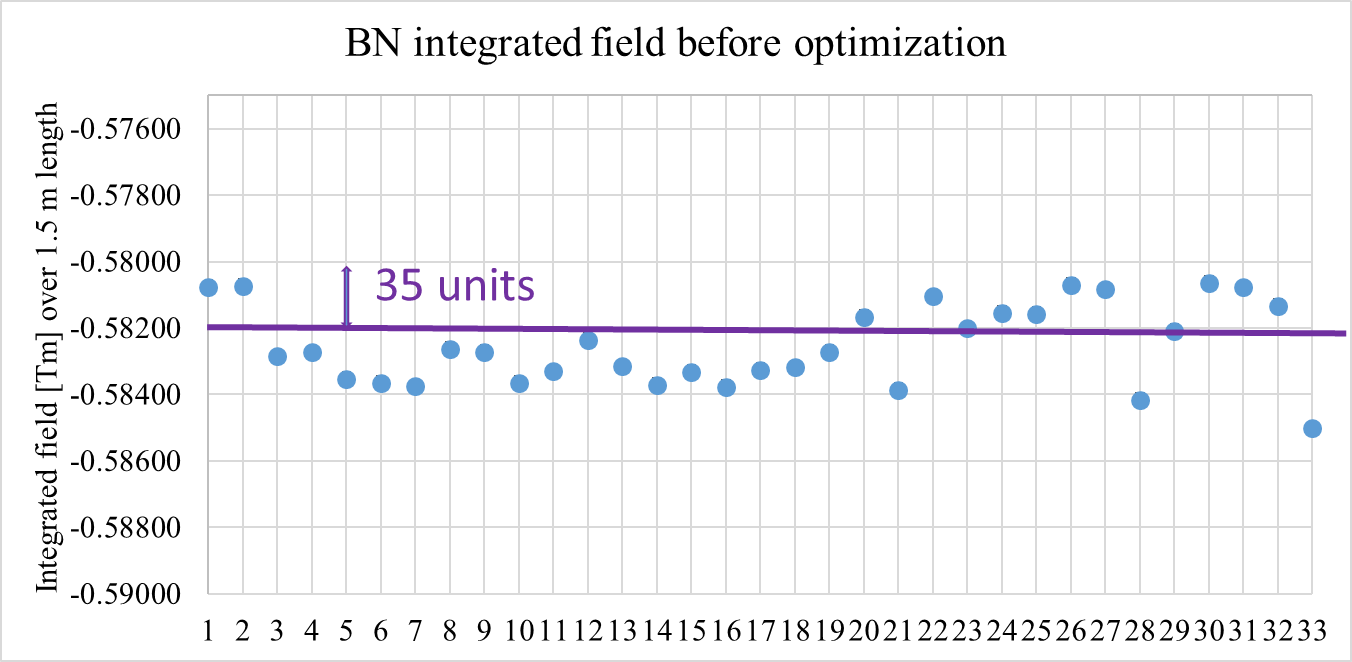 BN integrated field before optimization
Integrated field [Tm] over 1.5 m length
-0.57600
-0.57800
-0.58000
-0.58200
-0.58400
-0.58600
-0.58800
-0.59000
35 units
1 2 3 4 5 6 7 8 9 10 11 12 13 14 15 16 17 18 19 20 21 22 23 24 25 26 27 28 29 30 31 32 33